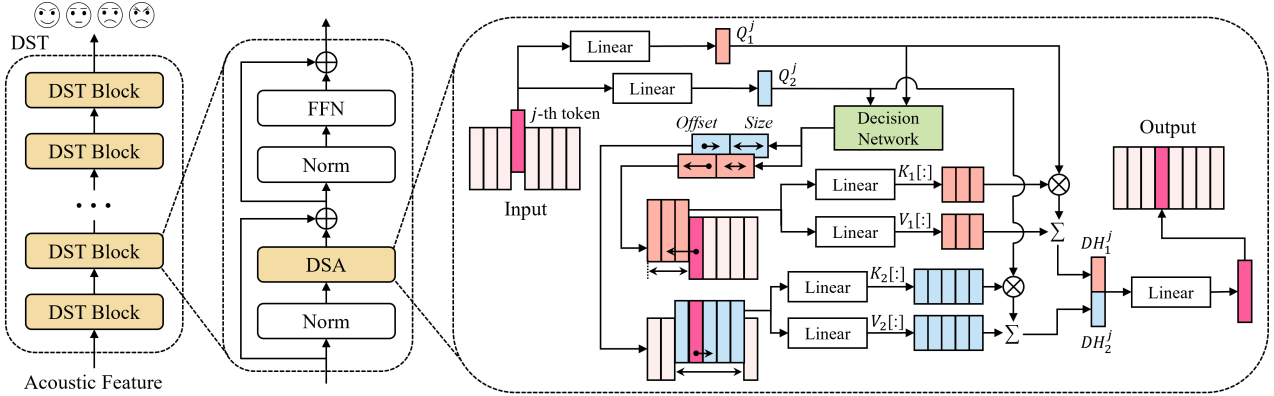 DST
DST Block
DST Block
...
DST Block
DST Block
Acoustic Feature
FFN
Norm
DSA
Norm
Linear
Q_1^j
Linear
Q_2^j
j-th token
Input
Offset Size
Decision
Network
Linear
K_1[:]
Linear
V_1[:]
Linear
K_2[:]
Linear
V_2[:]
Σ
Σ
DH_1^j
DH_2^j
Linear
Output